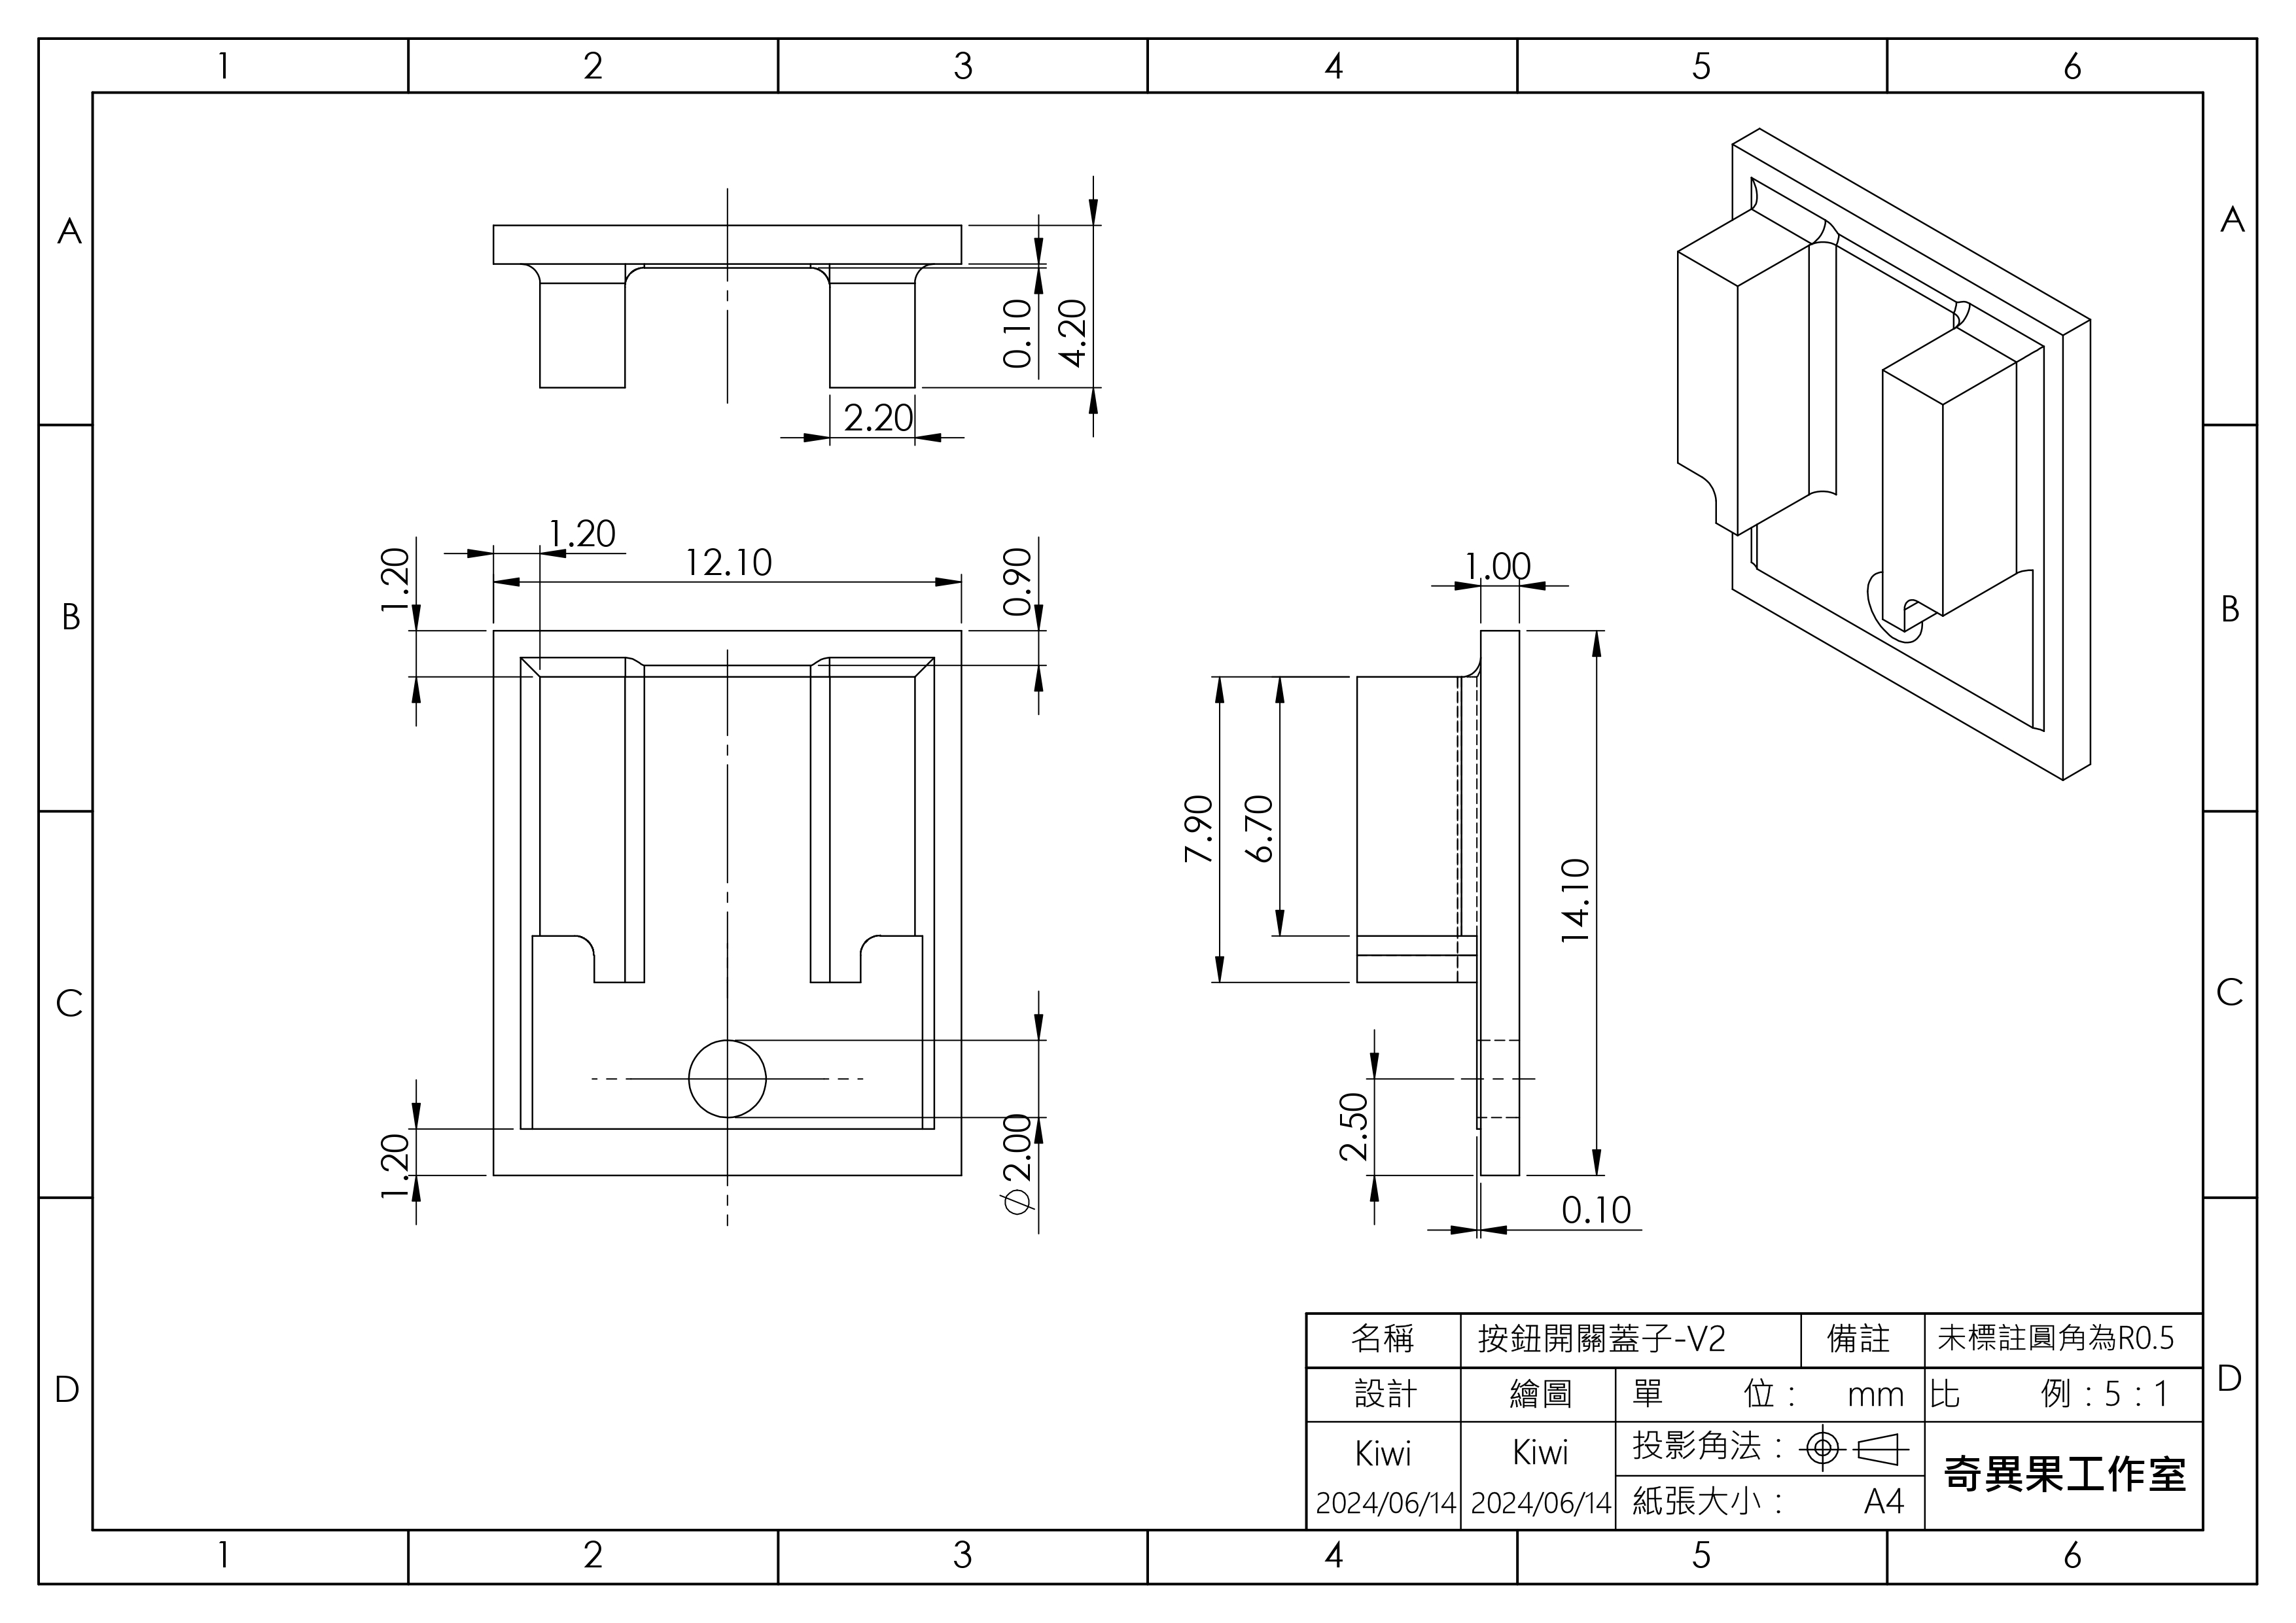 1 2 3 4 5 6
A A
4.20
0.10
2.20
1.20
12.10
1.20
0.90
1.00
B B
7.90
6.70
14.10
C C
2.50
1.20
⌀2.00
0.10
名稱 按鈕開關蓋子-V2 備註 未標註圓角為R0.5
D D
設計 繪圖 單 位： mm 比 例：5：1
Kiwi Kiwi 投影角法：
奇異果工作室
2024/06/14 2024/06/14 紙張大小： A4
1 2 3 4 5 6